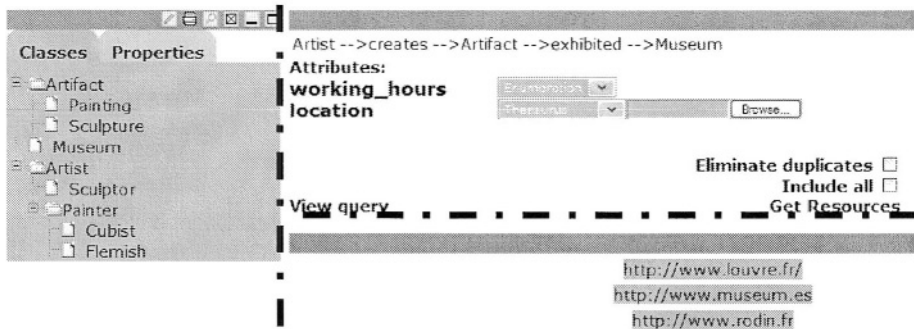 Classes Properties
Artifact
Painting
Sculpture
Museum
Artist
Sculptor
Painter
Cubist
Flemish
Artist -->creates -->Artifact -->exhibited -->Museum
Attributes:
working_hours Enumeration
location Thesaurus Browse...
Eliminate duplicates
Include all
View query Get Resources
http://www.louvre.fr/
http://www.museum.es
http://www.rodin.fr